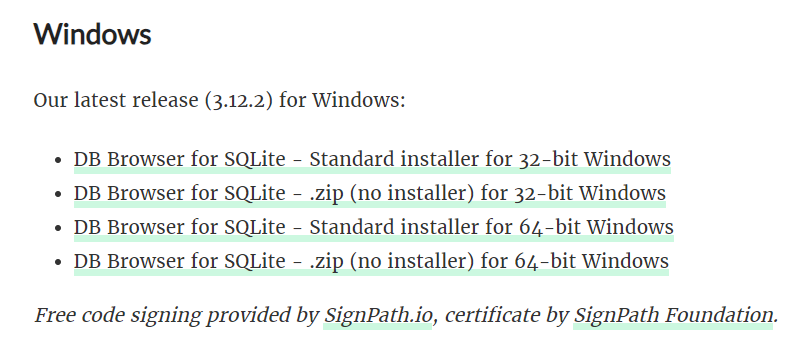 Windows
Our latest release (3.12.2) for Windows:
• DB Browser for SQLite – Standard installer for 32-bit Windows
• DB Browser for SQLite – .zip (no installer) for 32-bit Windows
• DB Browser for SQLite – Standard installer for 64-bit Windows
• DB Browser for SQLite – .zip (no installer) for 64-bit Windows
Free code signing provided by SignPath.io, certificate by SignPath Foundation.